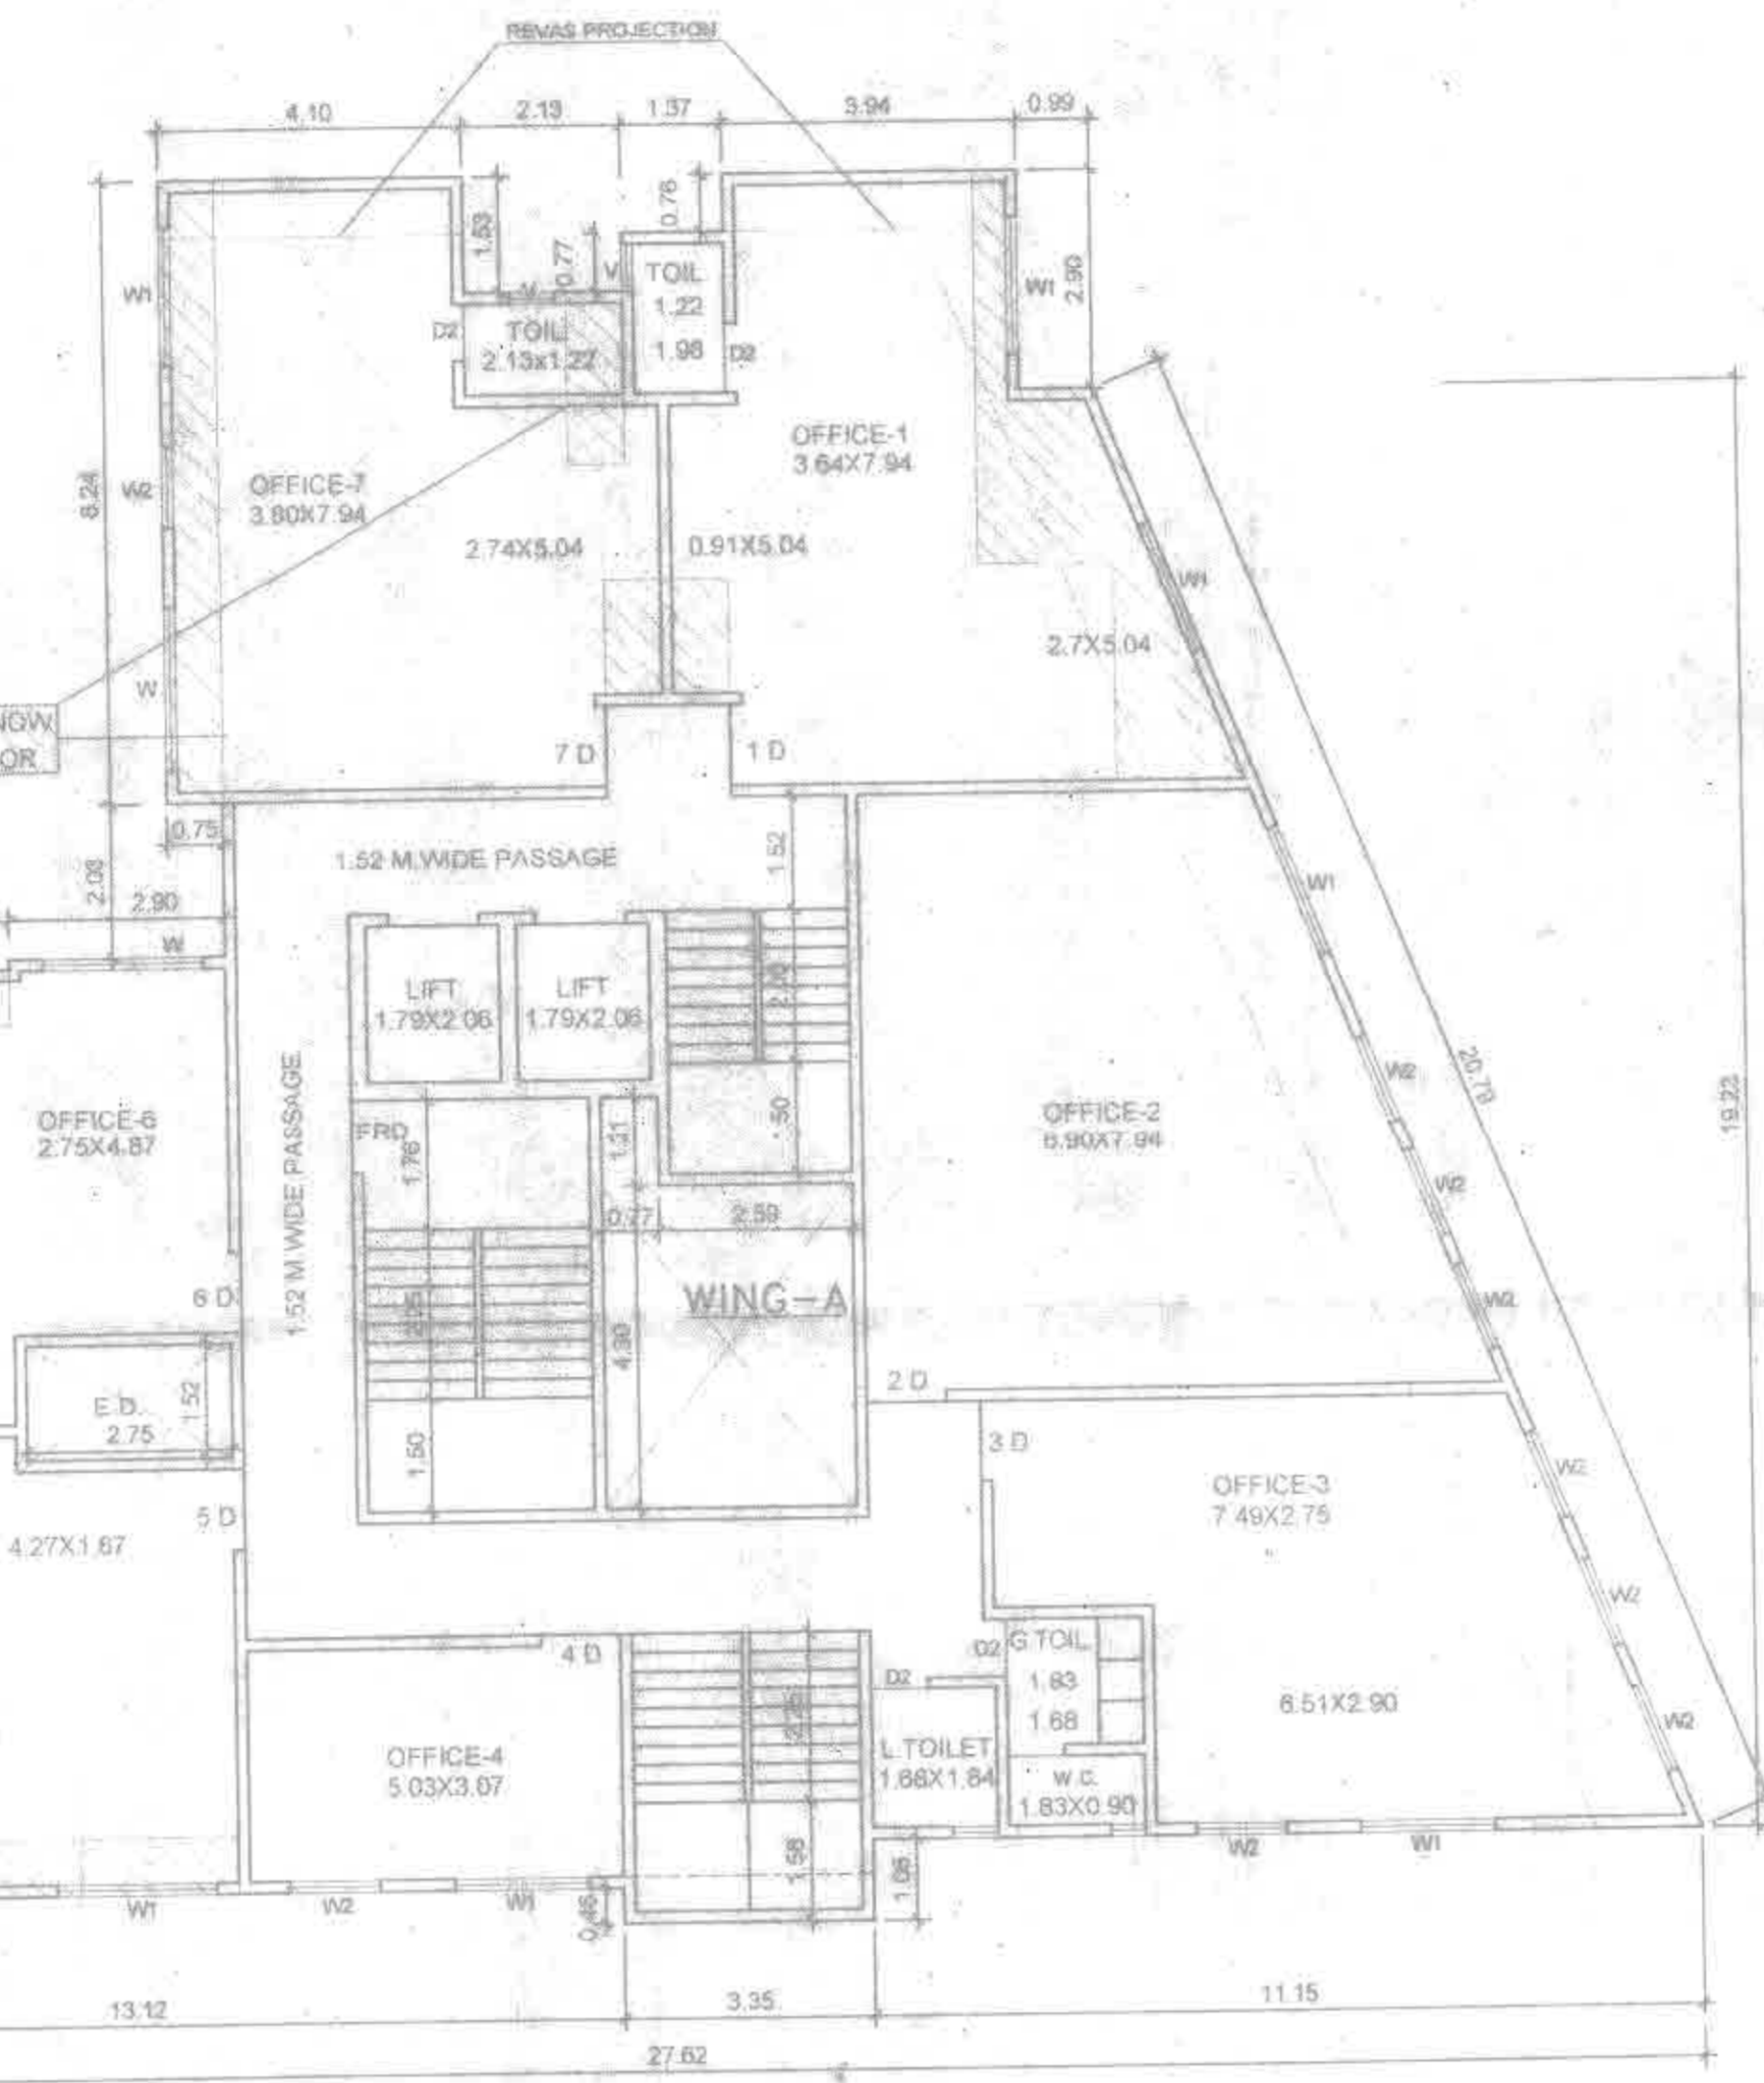 REVAS PROJECTION
4.10
2.13
1.37
3.94
0.99
1.53
0.77
0.76
V
V
TOIL
1.22
1.98
D2
TOIL
2.13x1.22
D2
W1
W1
2.90
8.24
W2
OFFICE-7
3.80X7.94
OFFICE-1
3.64X7.94
2.74X5.04
0.91X5.04
W1
2.7X5.04
W
OR
7 D
1 D
0.75
2.08
2.90
W
1.52 M.WIDE PASSAGE
1.52
W1
LIFT
1.79X2.06
LIFT
1.79X2.06
1.52 M.WIDE PASSAGE
OFFICE-6
2.75X4.87
FRD
1.76
1.21
.50
OFFICE-2
6.90X7.94
W2
20.79
19.22
W2
0.77
2.59
6 D
WING-A
4.30
W2
E.D.
2.75
1.52
2 D
1.50
3 D
OFFICE-3
7.49X2.75
W2
5 D
4.27X1.67
W2
4 D
D2
G.TOIL
1.83
1.68
D2
6.51X2.90
W2
OFFICE-4
5.03X3.07
L.TOILET
1.68X1.84
W.C.
1.83X0.90
W1
W2
W1
0.46
1.58
W2
W1
13.12
3.35
11.15
27.62